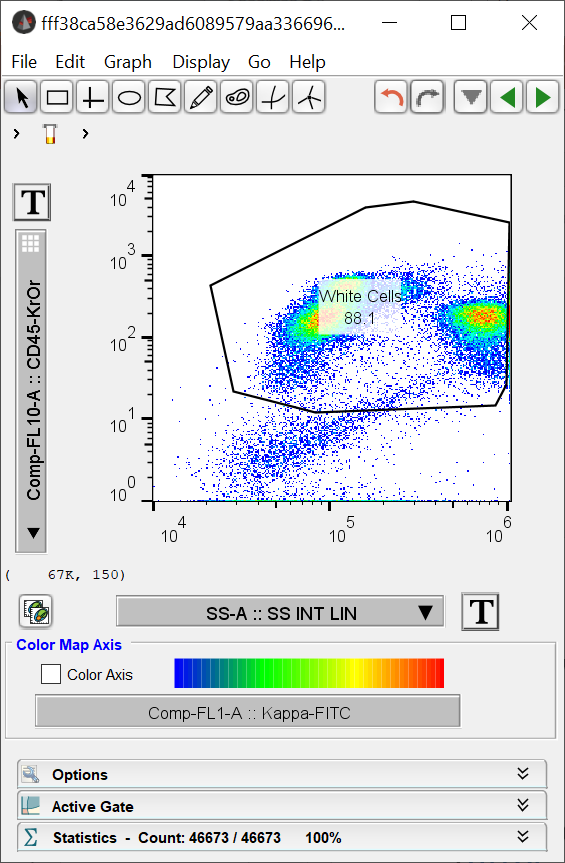 fff38ca58e3629ad6089579aa336696...
File Edit Graph Display Go Help
T
Comp-FL10-A :: CD45-KrOr
10^4
10^3
10^2
10^1
10^0
White Cells
88.1
10^4 10^5 10^6
( 67K, 150)
SS-A :: SS INT LIN
T
Color Map Axis
Color Axis
Comp-FL1-A :: Kappa-FITC
Options
Active Gate
Σ Statistics - Count: 46673 / 46673 100%